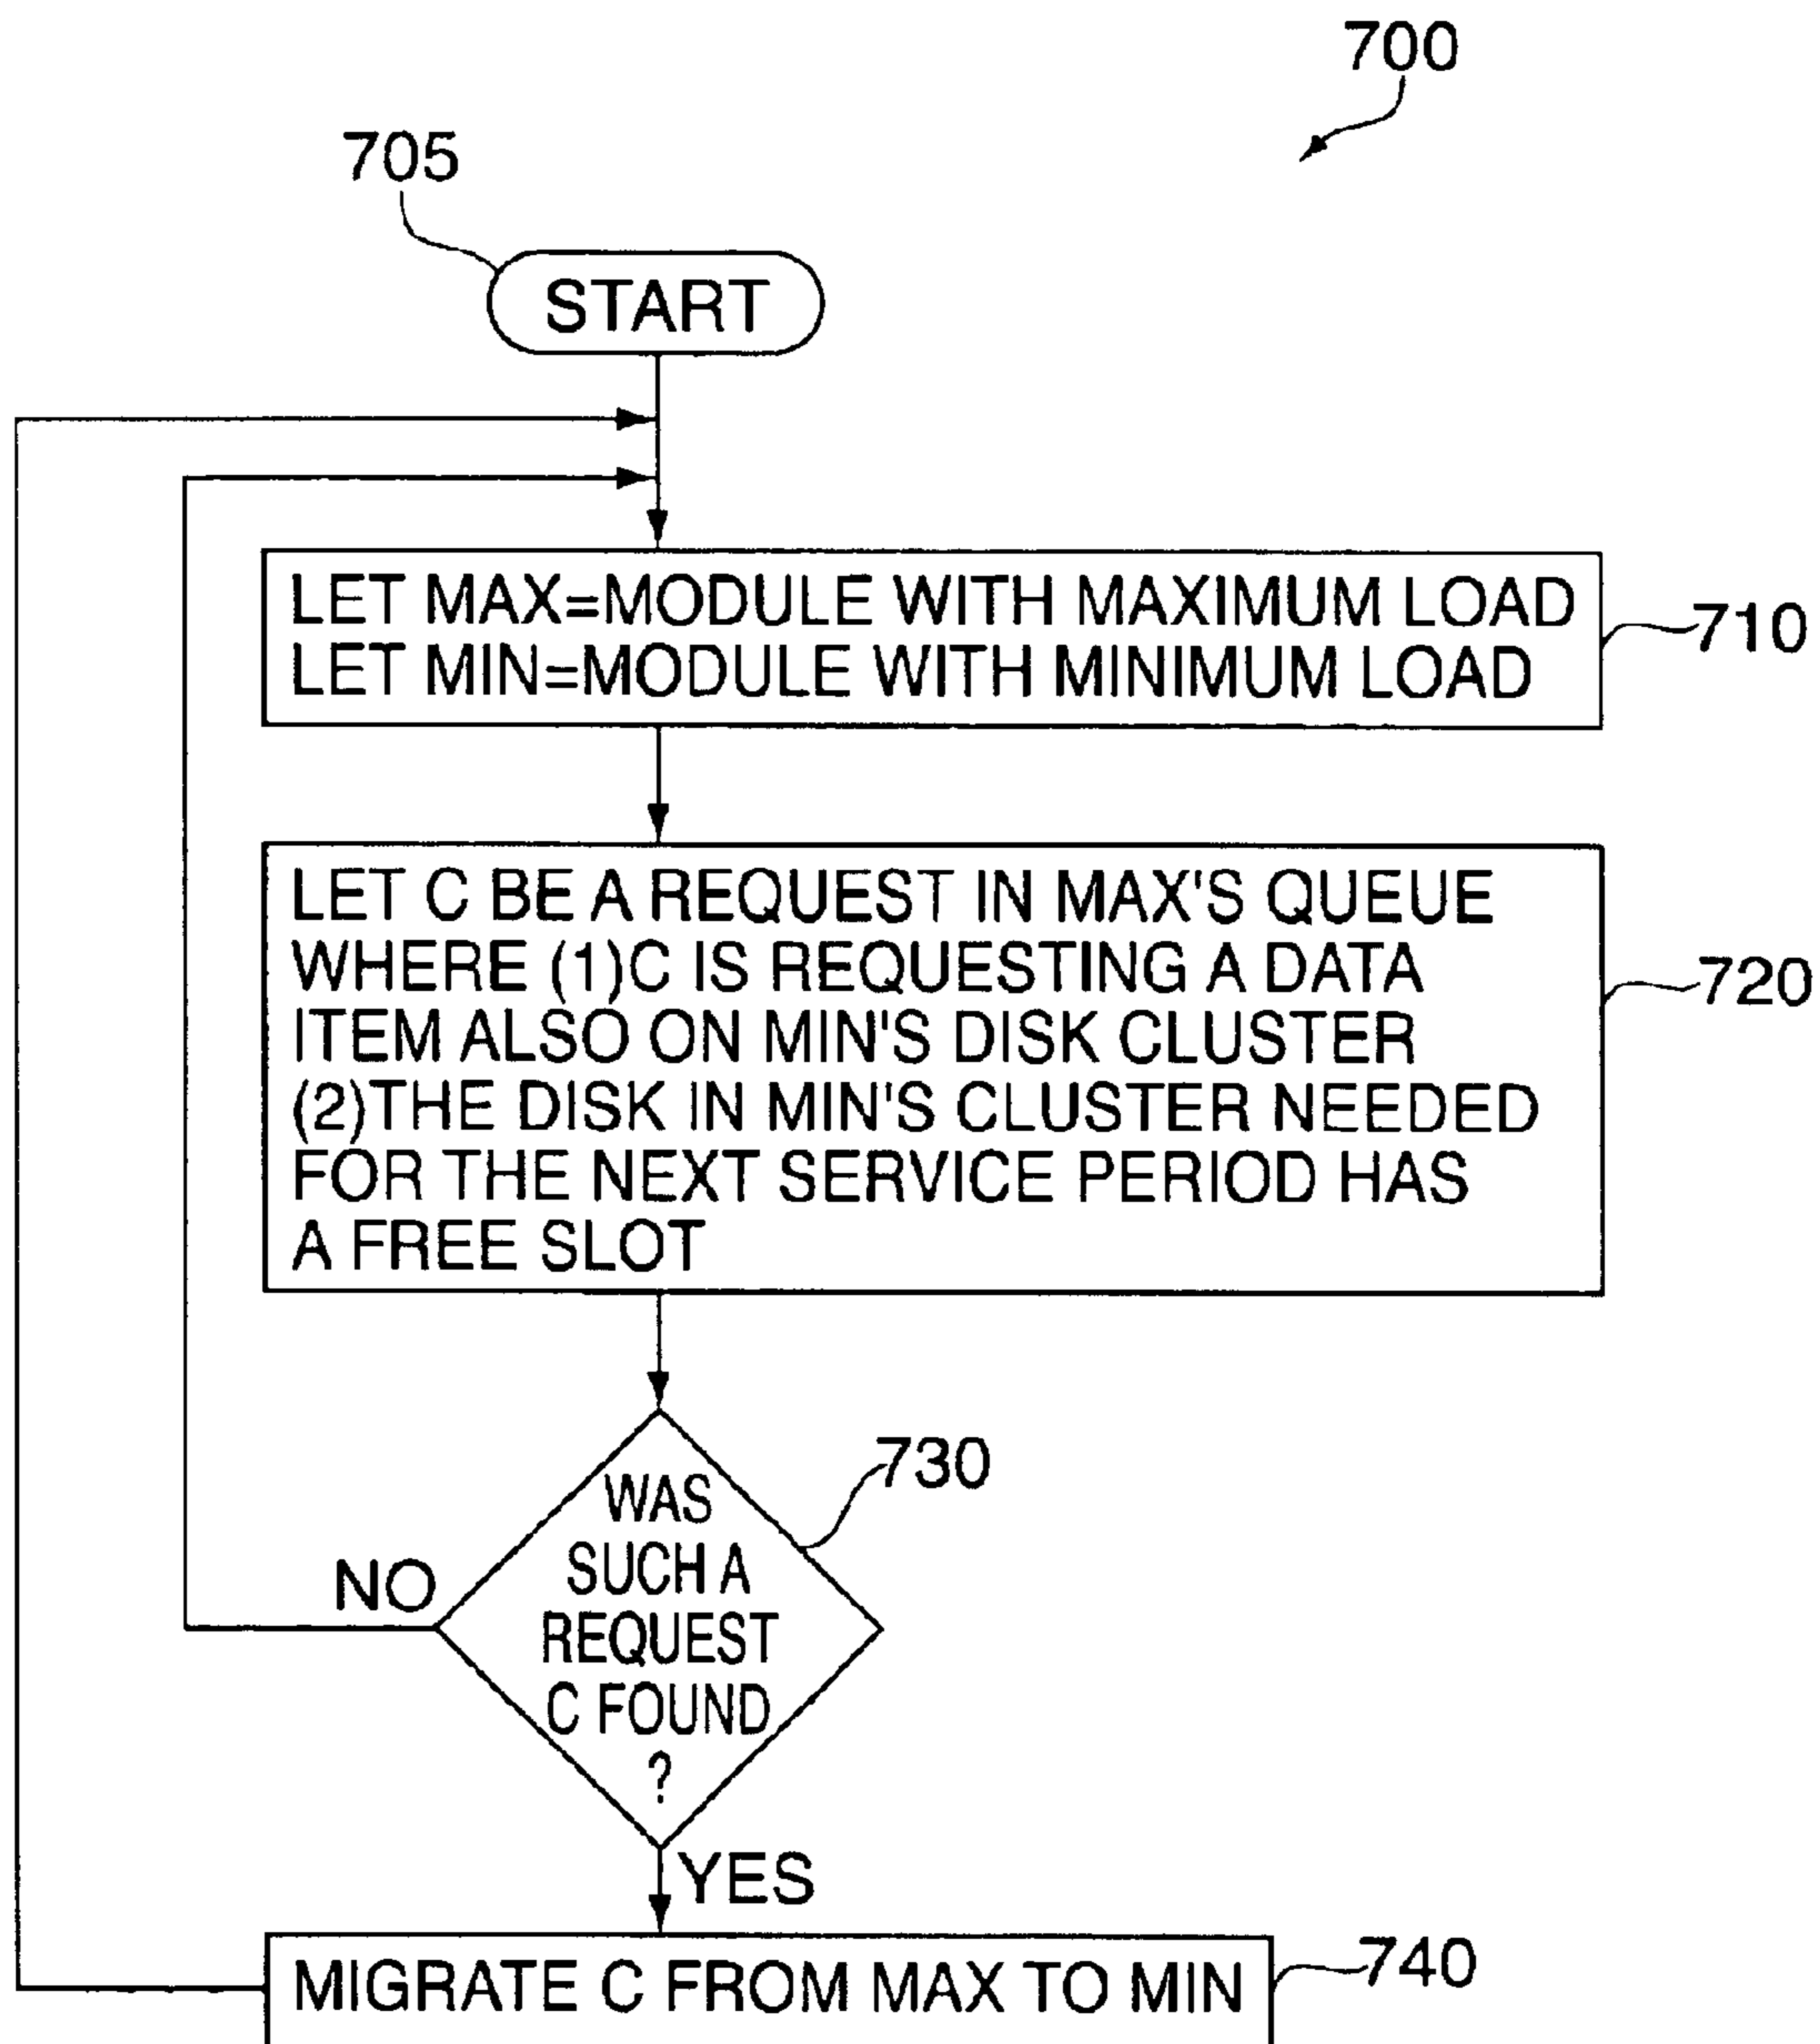 700
705
START
LET MAX=MODULE WITH MAXIMUM LOAD
LET MIN=MODULE WITH MINIMUM LOAD
710
LET C BE A REQUEST IN MAX'S QUEUE
WHERE (1)C IS REQUESTING A DATA
ITEM ALSO ON MIN'S DISK CLUSTER
(2)THE DISK IN MIN'S CLUSTER NEEDED
FOR THE NEXT SERVICE PERIOD HAS
A FREE SLOT
720
WAS
SUCH A
REQUEST
C FOUND
?
730
NO
YES
MIGRATE C FROM MAX TO MIN
740